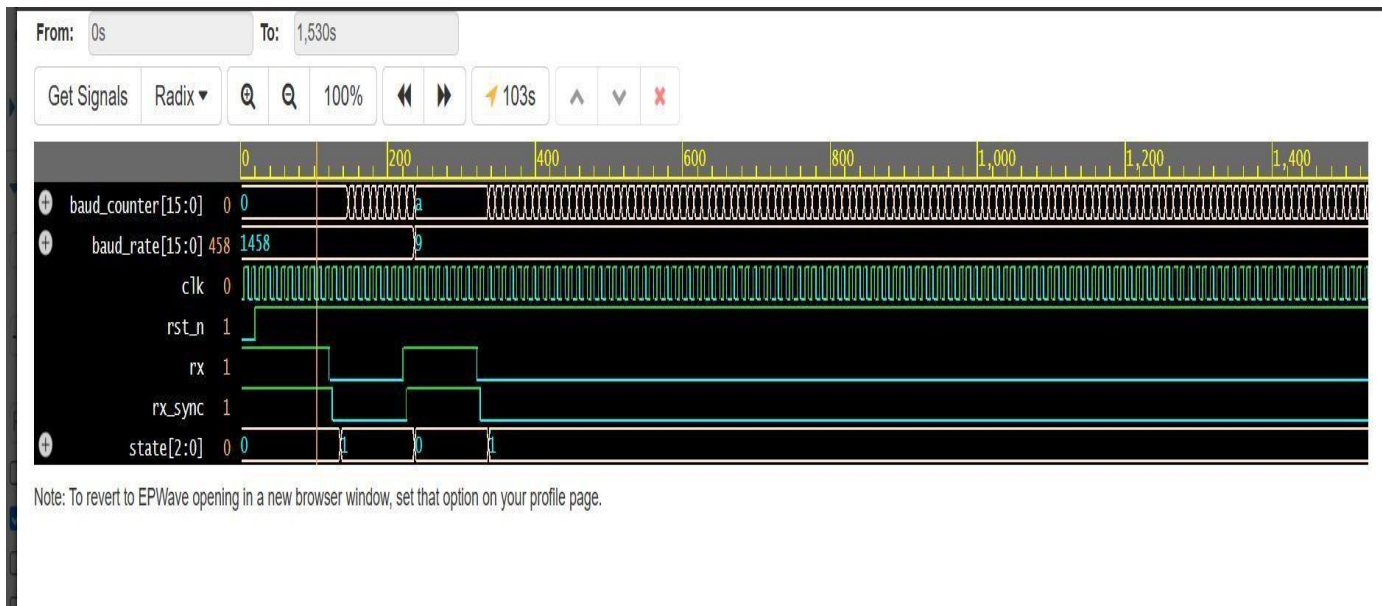 From: 0s To: 1,530s
Get Signals Radix 100% 103s
0 200 400 600 800 1,000 1,200 1,400
baud_counter[15:0] 0 0 a
baud_rate[15:0] 458 1458 9
clk 0
rst_n 1
rx 1
rx_sync 1
state[2:0] 0 0 1 0 1
Note: To revert to EPWave opening in a new browser window, set that option on your profile page.